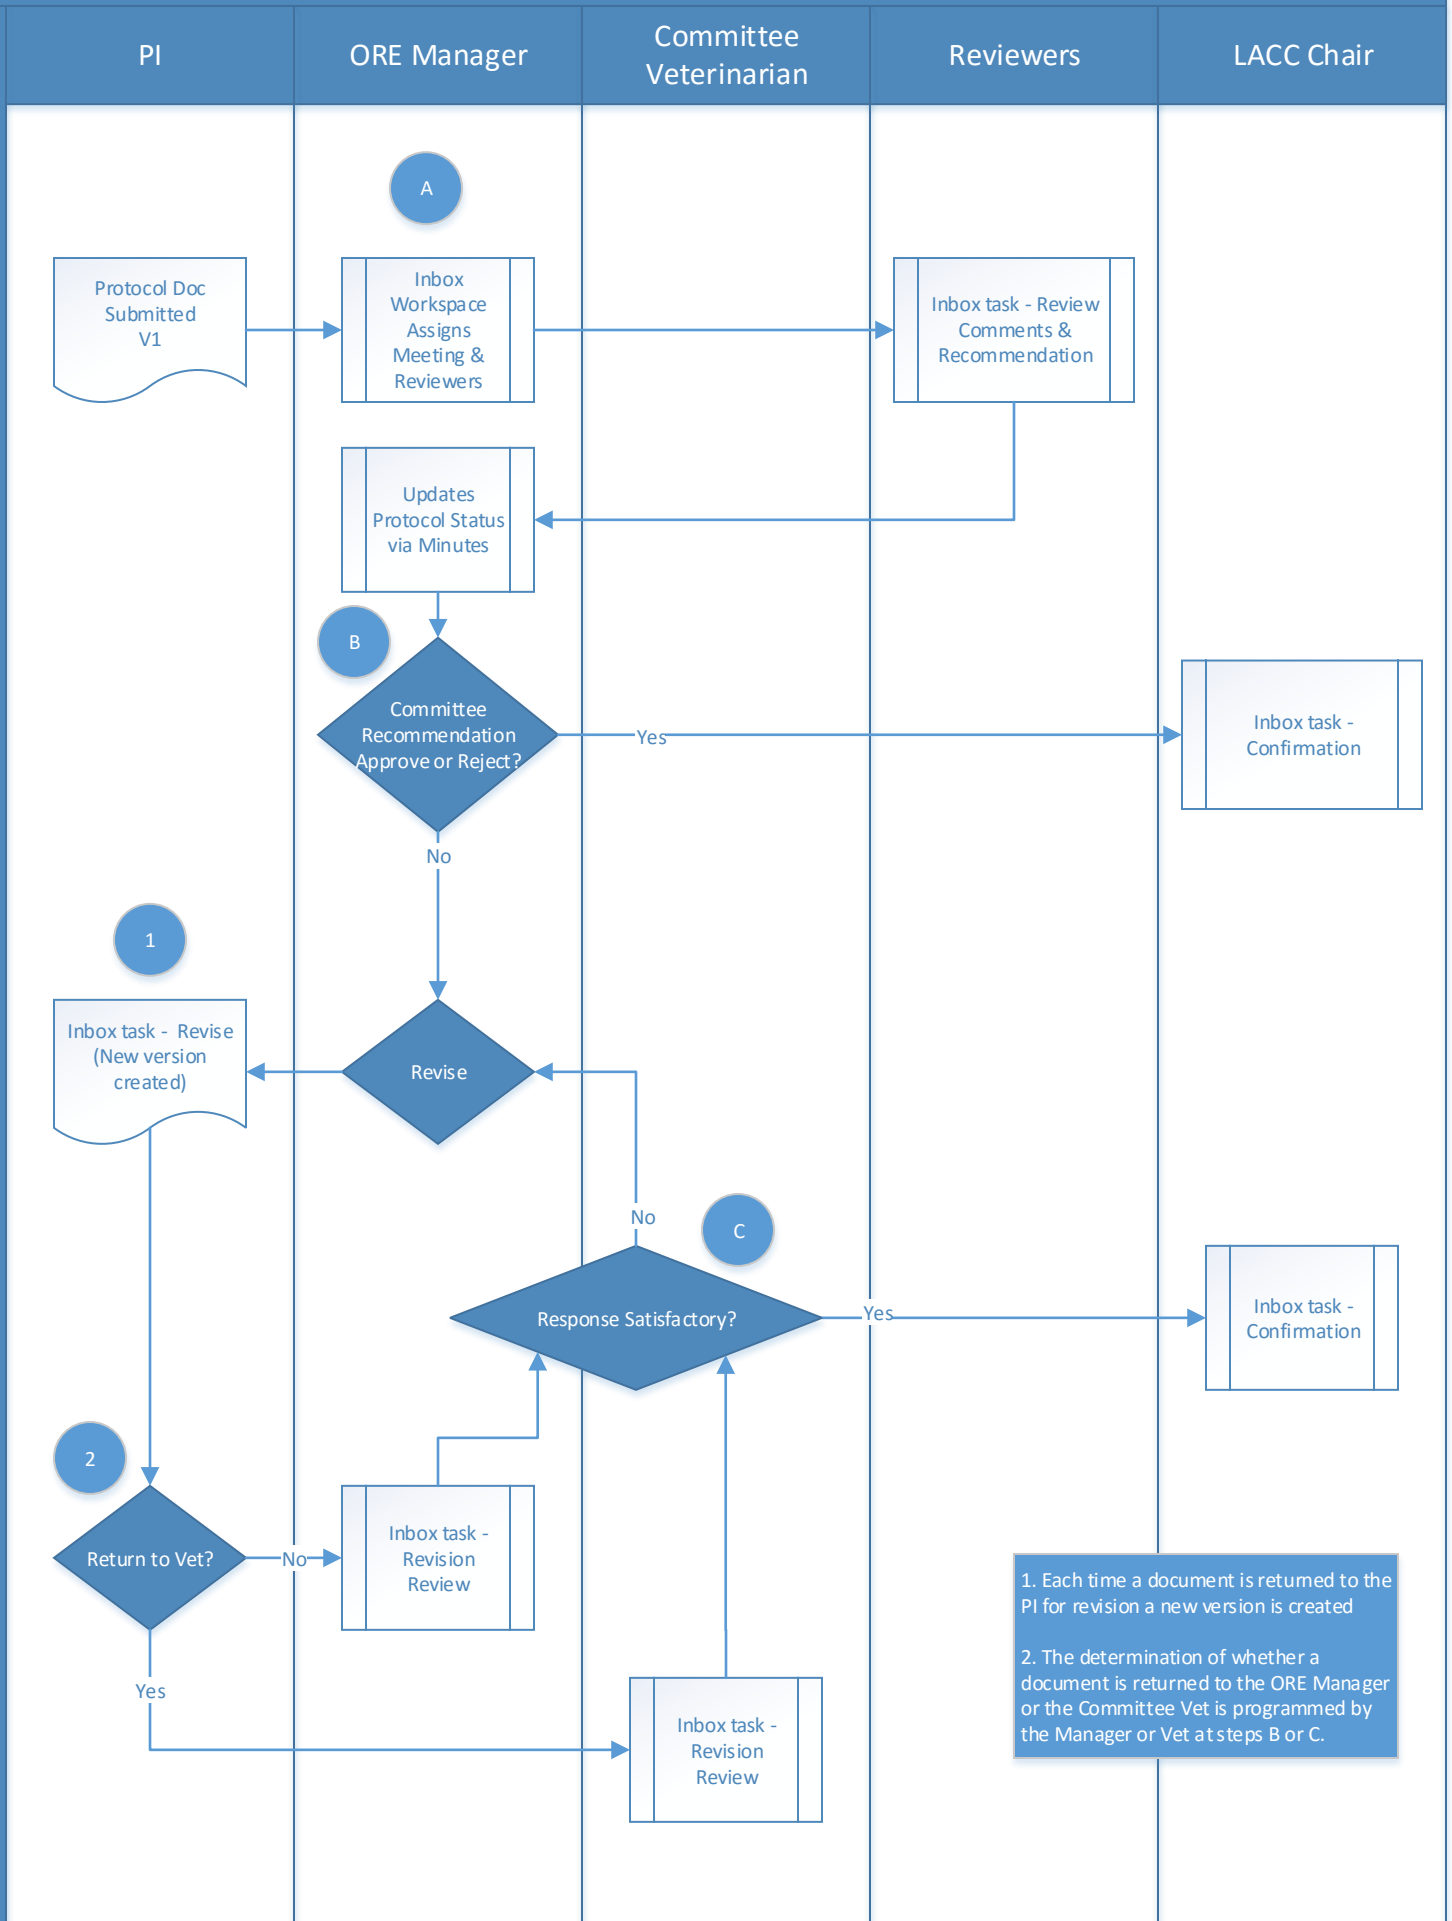 PI
ORE Manager
Committee
Veterinarian
Reviewers
LACC Chair
A
Protocol Doc
Submitted
V1
Inbox
Workspace
Assigns
Meeting &
Reviewers
Inbox task - Review
Comments &
Recommendation
Updates
Protocol Status
via Minutes
B
Committee
Recommendation
Approve or Reject?
Yes
Inbox task -
Confirmation
No
1
Inbox task - Revise
(New version
created)
Revise
No
C
Response Satisfactory?
Yes
Inbox task -
Confirmation
2
Return to Vet?
No
Inbox task -
Revision
Review
Yes
Inbox task -
Revision
Review
1. Each time a document is returned to the
PI for revision a new version is created
2. The determination of whether a
document is returned to the ORE Manager
or the Committee Vet is programmed by
the Manager or Vet at steps B or C.